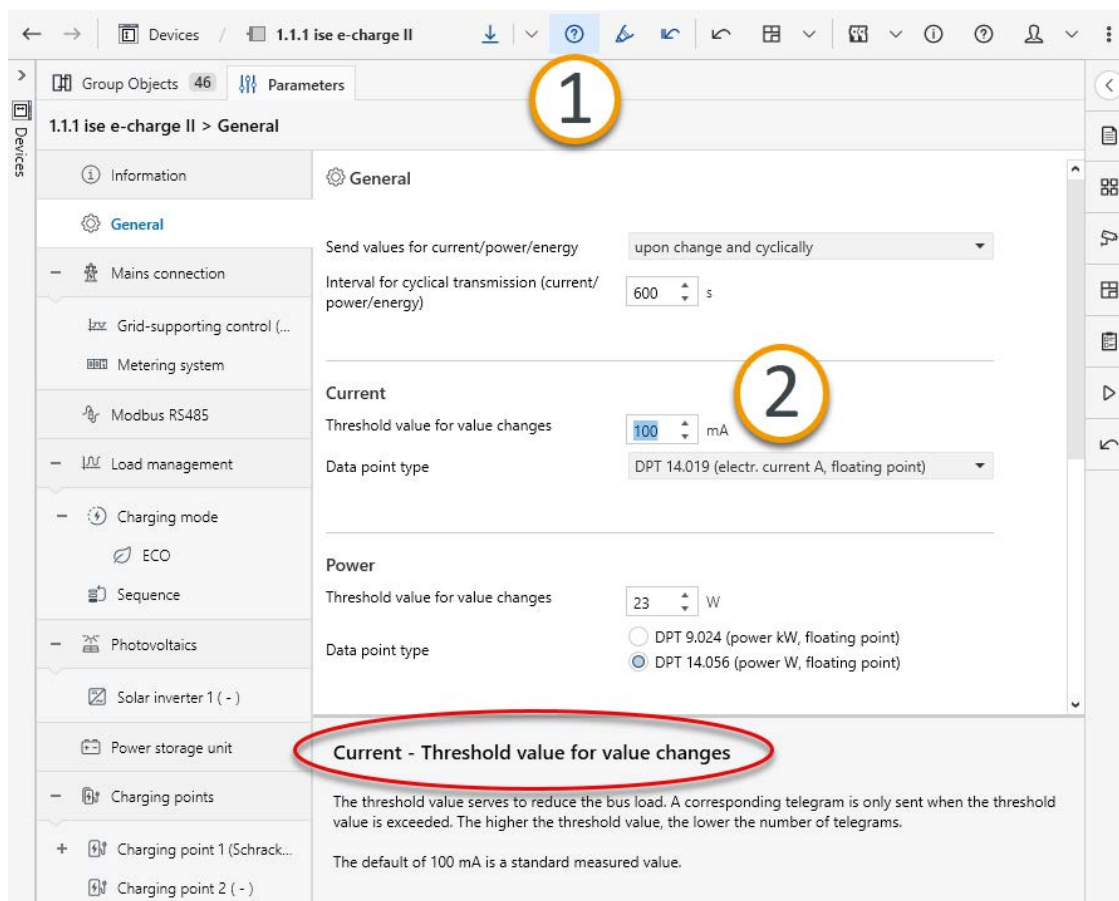 Devices / 1.1.1 ise e-charge II
Group Objects 46 Parameters
1
Devices
1.1.1 ise e-charge II > General
Information
General
Mains connection
Grid-supporting control (...
Metering system
Modbus RS485
Load management
Charging mode
ECO
Sequence
Photovoltaics
Solar inverter 1 ( - )
Power storage unit
Charging points
Charging point 1 (Schrack...
Charging point 2 ( - )
General
Send values for current/power/energy upon change and cyclically
Interval for cyclical transmission (current/
power/energy) 600 s
2
Current
Threshold value for value changes 100 mA
Data point type DPT 14.019 (electr. current A, floating point)
Power
Threshold value for value changes 23 W
Data point type
DPT 9.024 (power kW, floating point)
DPT 14.056 (power W, floating point)
Current - Threshold value for value changes
The threshold value serves to reduce the bus load. A corresponding telegram is only sent when the threshold
value is exceeded. The higher the threshold value, the lower the number of telegrams.
The default of 100 mA is a standard measured value.